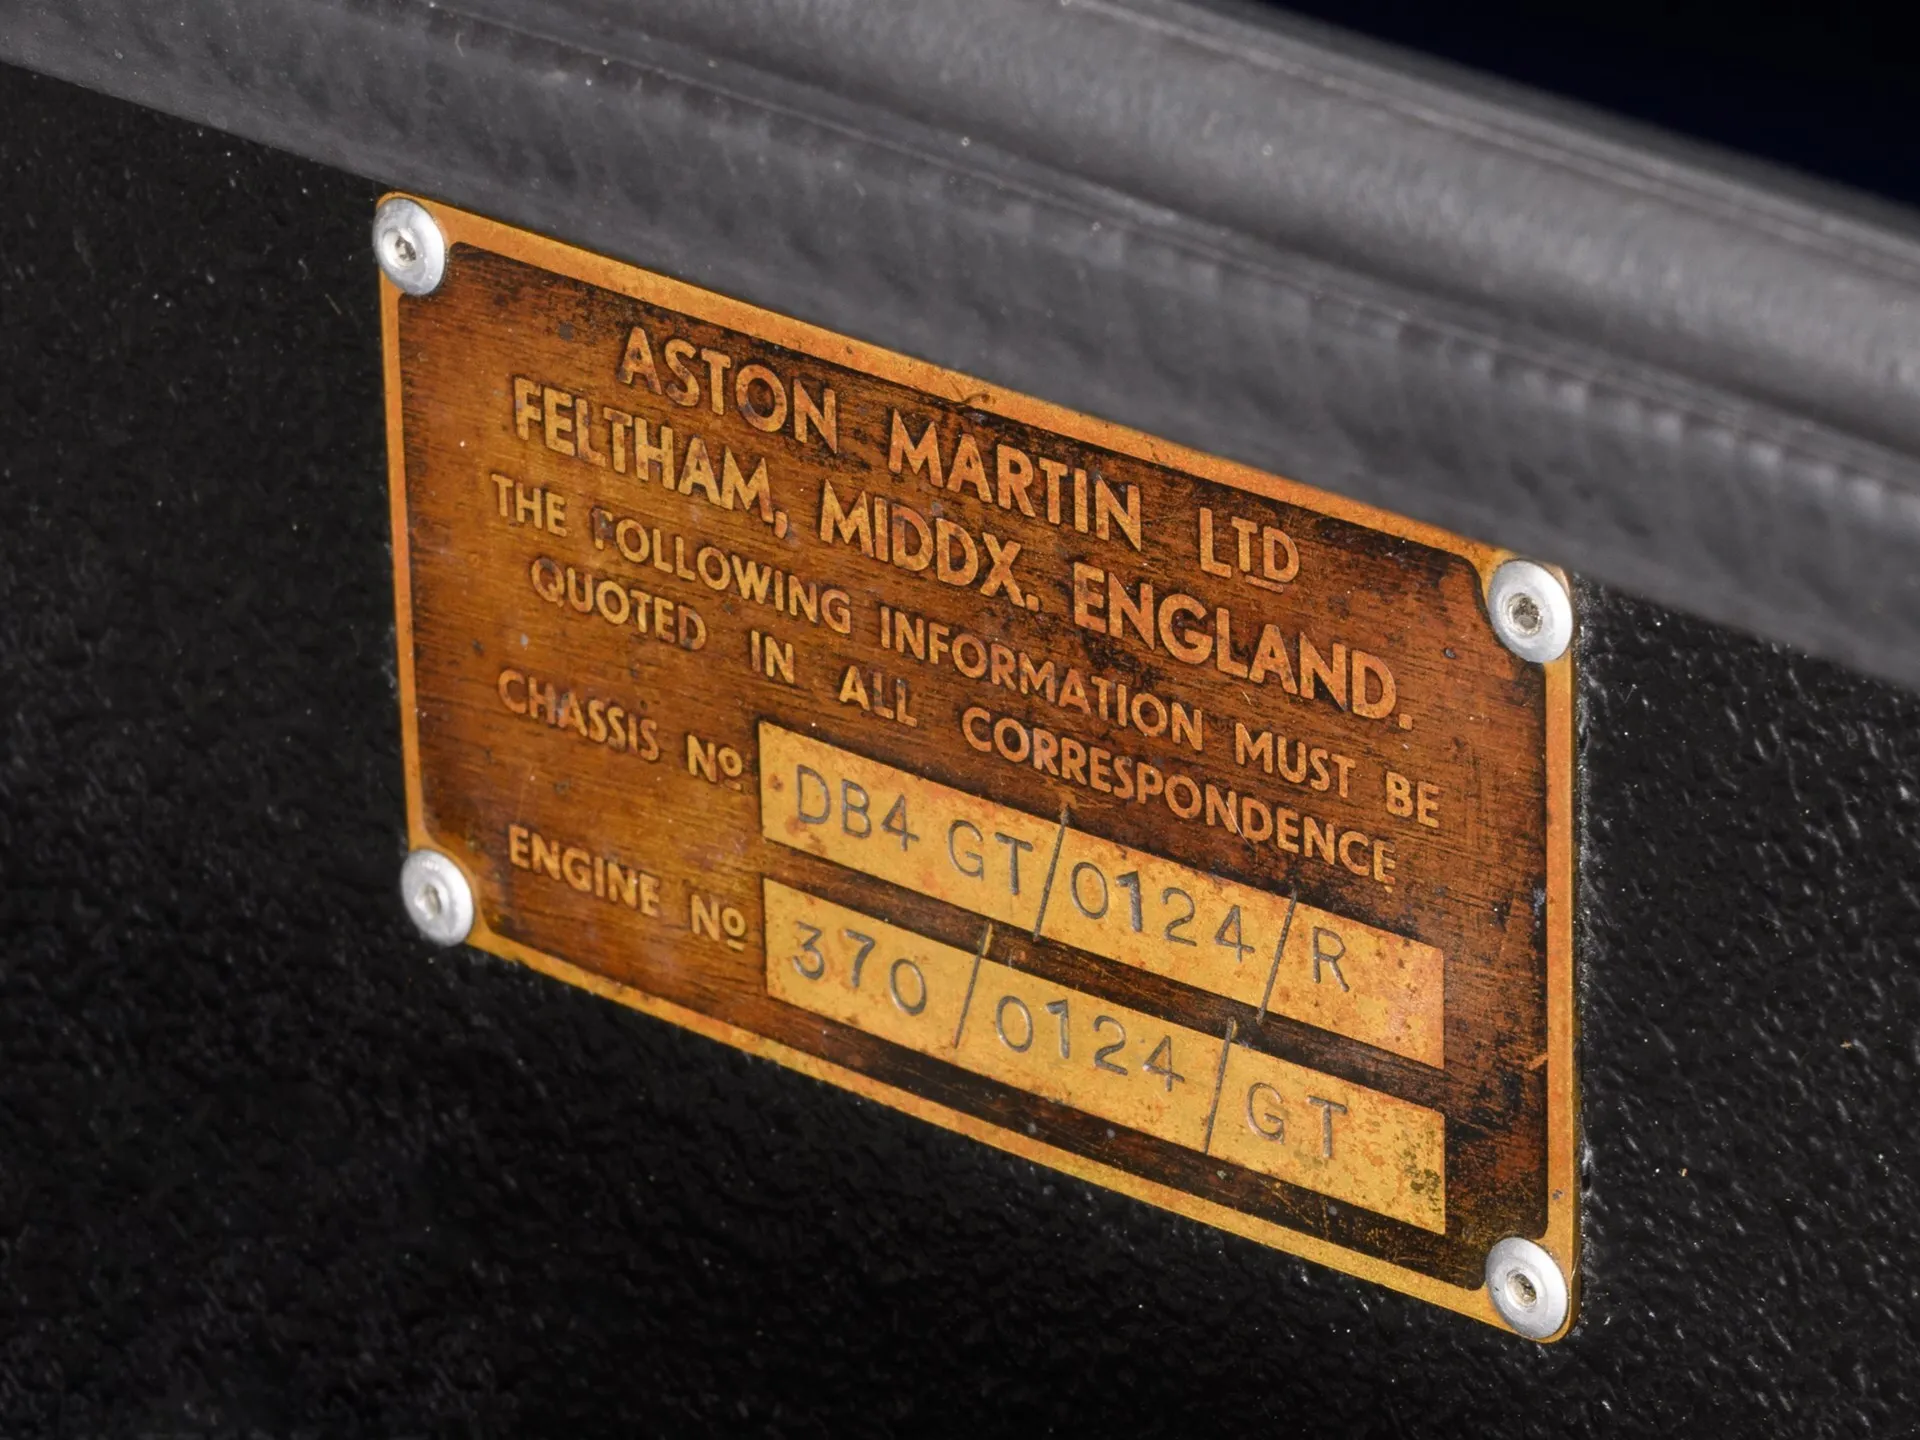 ASTON MARTIN LTD
FELTHAM, MIDDX. ENGLAND.
THE FOLLOWING INFORMATION MUST BE
QUOTED IN ALL CORRESPONDENCE
CHASSIS Nº DB4 GT/0124/R
ENGINE Nº 370/0124/GT